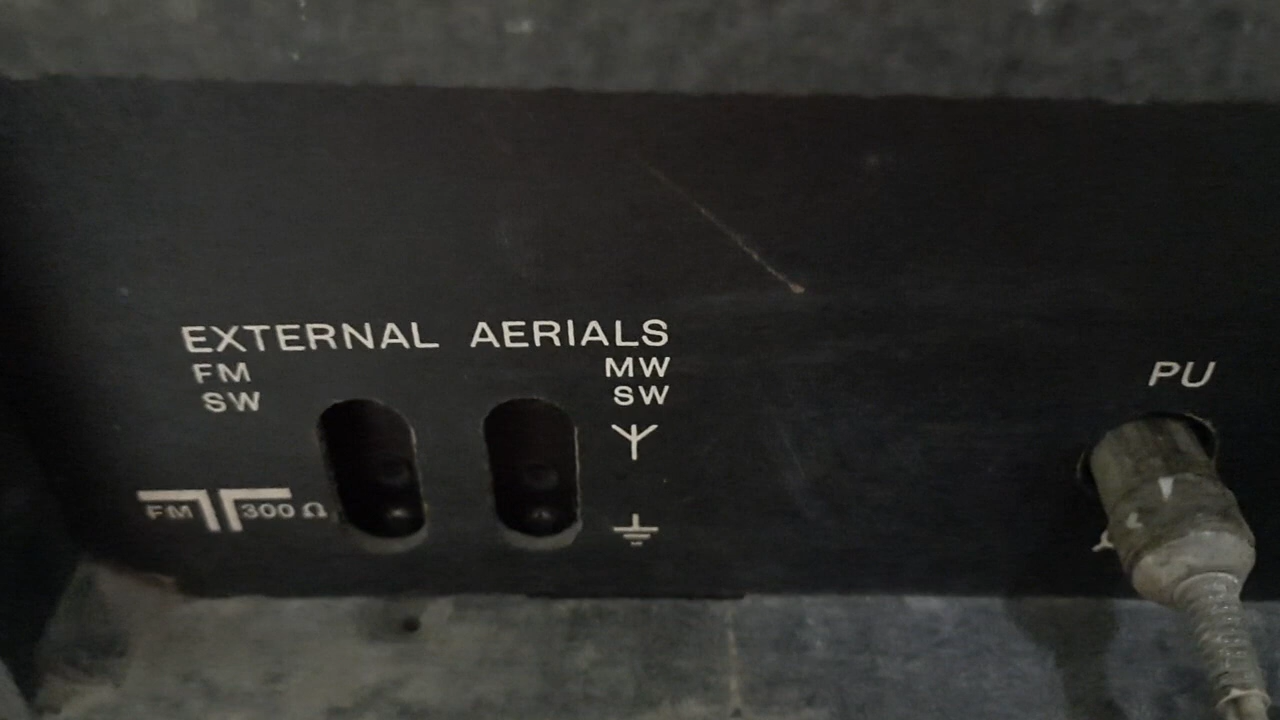 EXTERNAL AERIALS
FM
SW
MW
SW
FM 300 Ω
PU